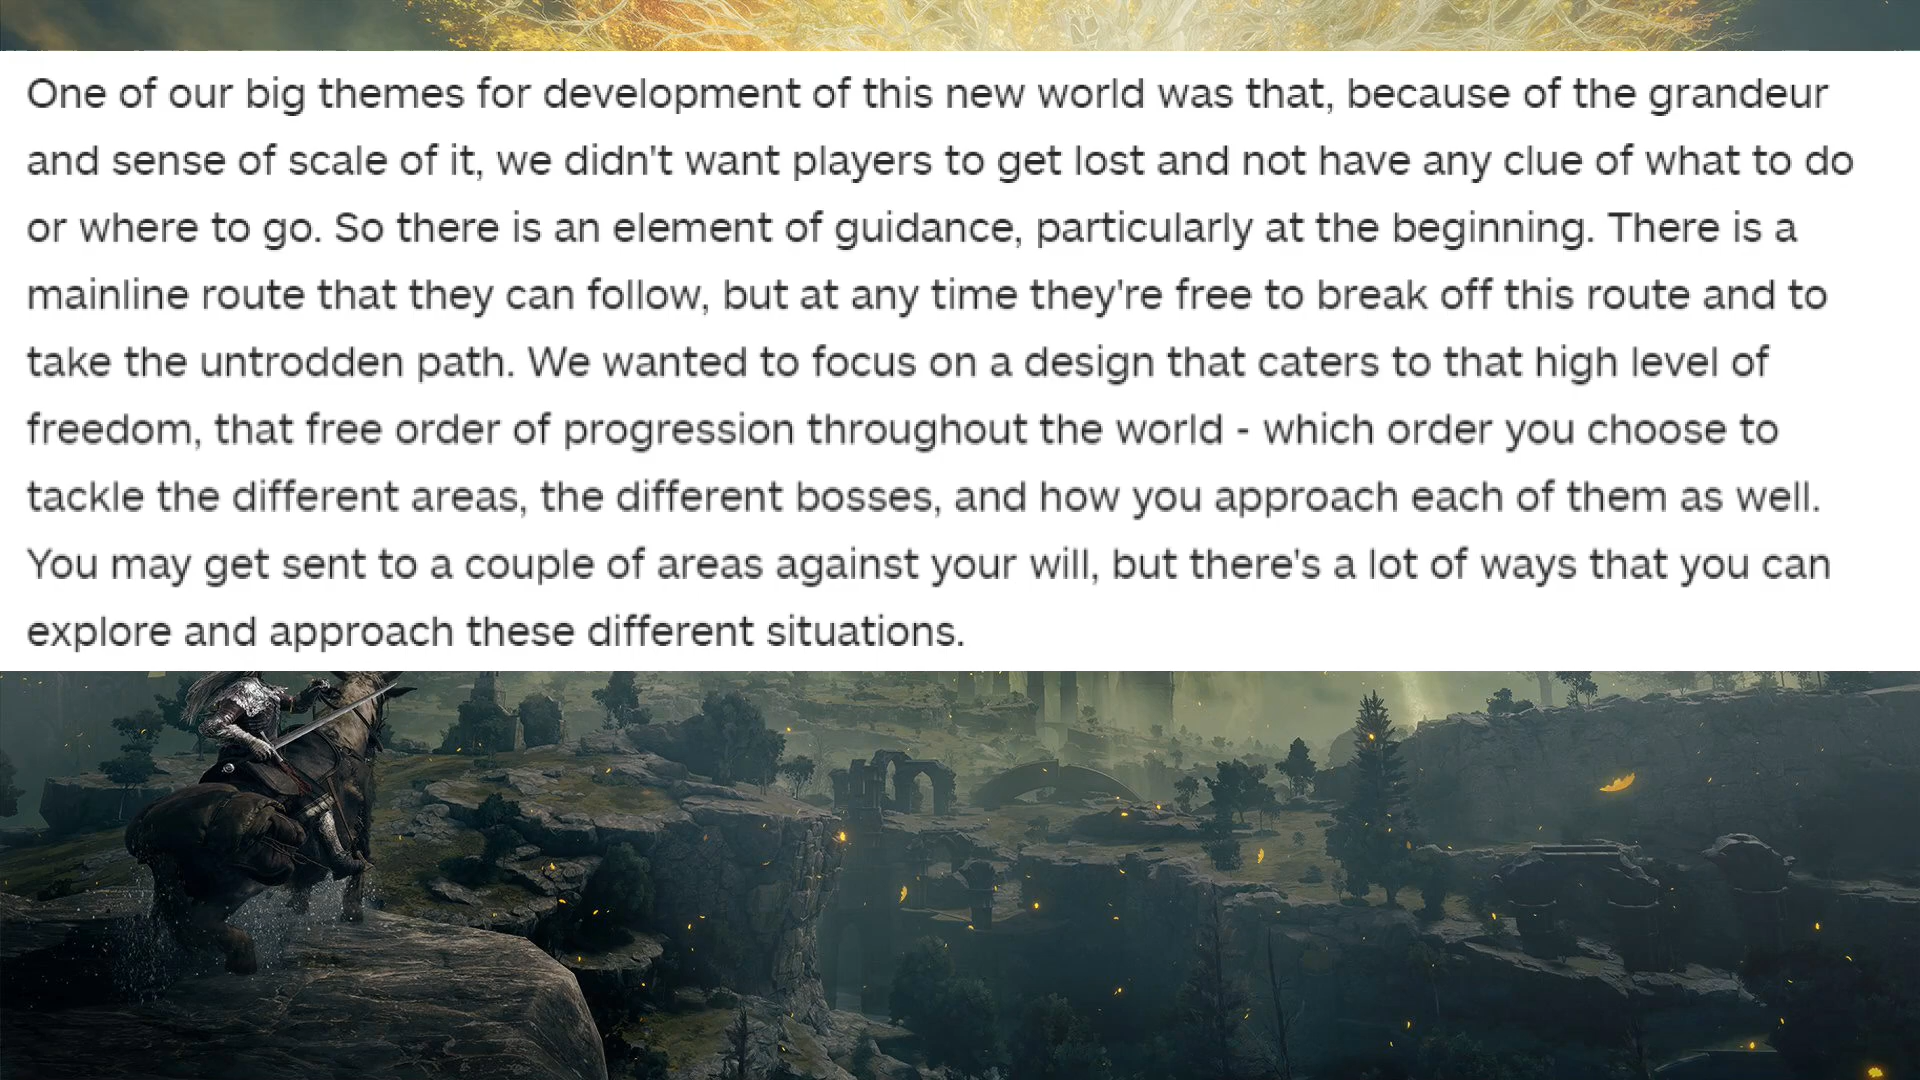 One of our big themes for development of this new world was that, because of the grandeur
and sense of scale of it, we didn't want players to get lost and not have any clue of what to do
or where to go. So there is an element of guidance, particularly at the beginning. There is a
mainline route that they can follow, but at any time they're free to break off this route and to
take the untrodden path. We wanted to focus on a design that caters to that high level of
freedom, that free order of progression throughout the world - which order you choose to
tackle the different areas, the different bosses, and how you approach each of them as well.
You may get sent to a couple of areas against your will, but there's a lot of ways that you can
explore and approach these different situations.